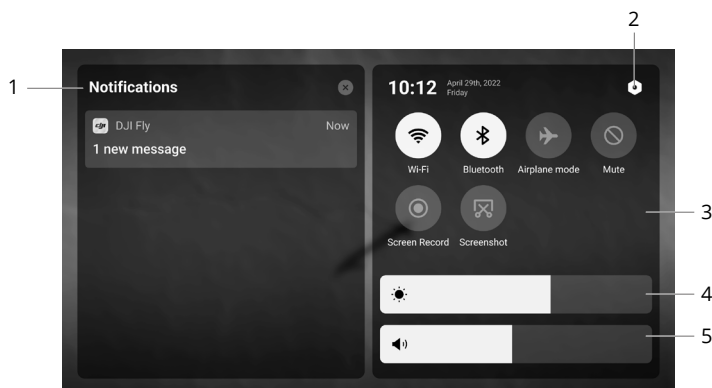 2
1
Notifications
10:12
April 29th, 2022
Friday
dji
DJI Fly
Now
1 new message
Wi-Fi
Bluetooth
Airplane mode
Mute
3
Screen Record
Screenshot
4
5